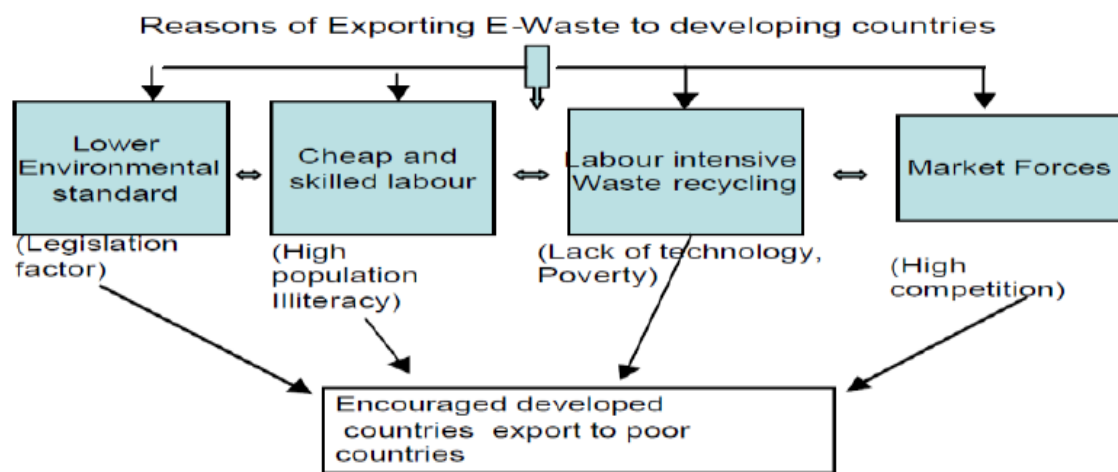 Reasons of Exporting E-Waste to developing countries
Lower
Environmental
standard
Cheap and
skilled labour
Labour intensive
Waste recycling
Market Forces
(Legislation
factor)
(High
population
Illiteracy)
(Lack of technology,
Poverty)
(High
competition)
Encouraged developed
countries export to poor
countries